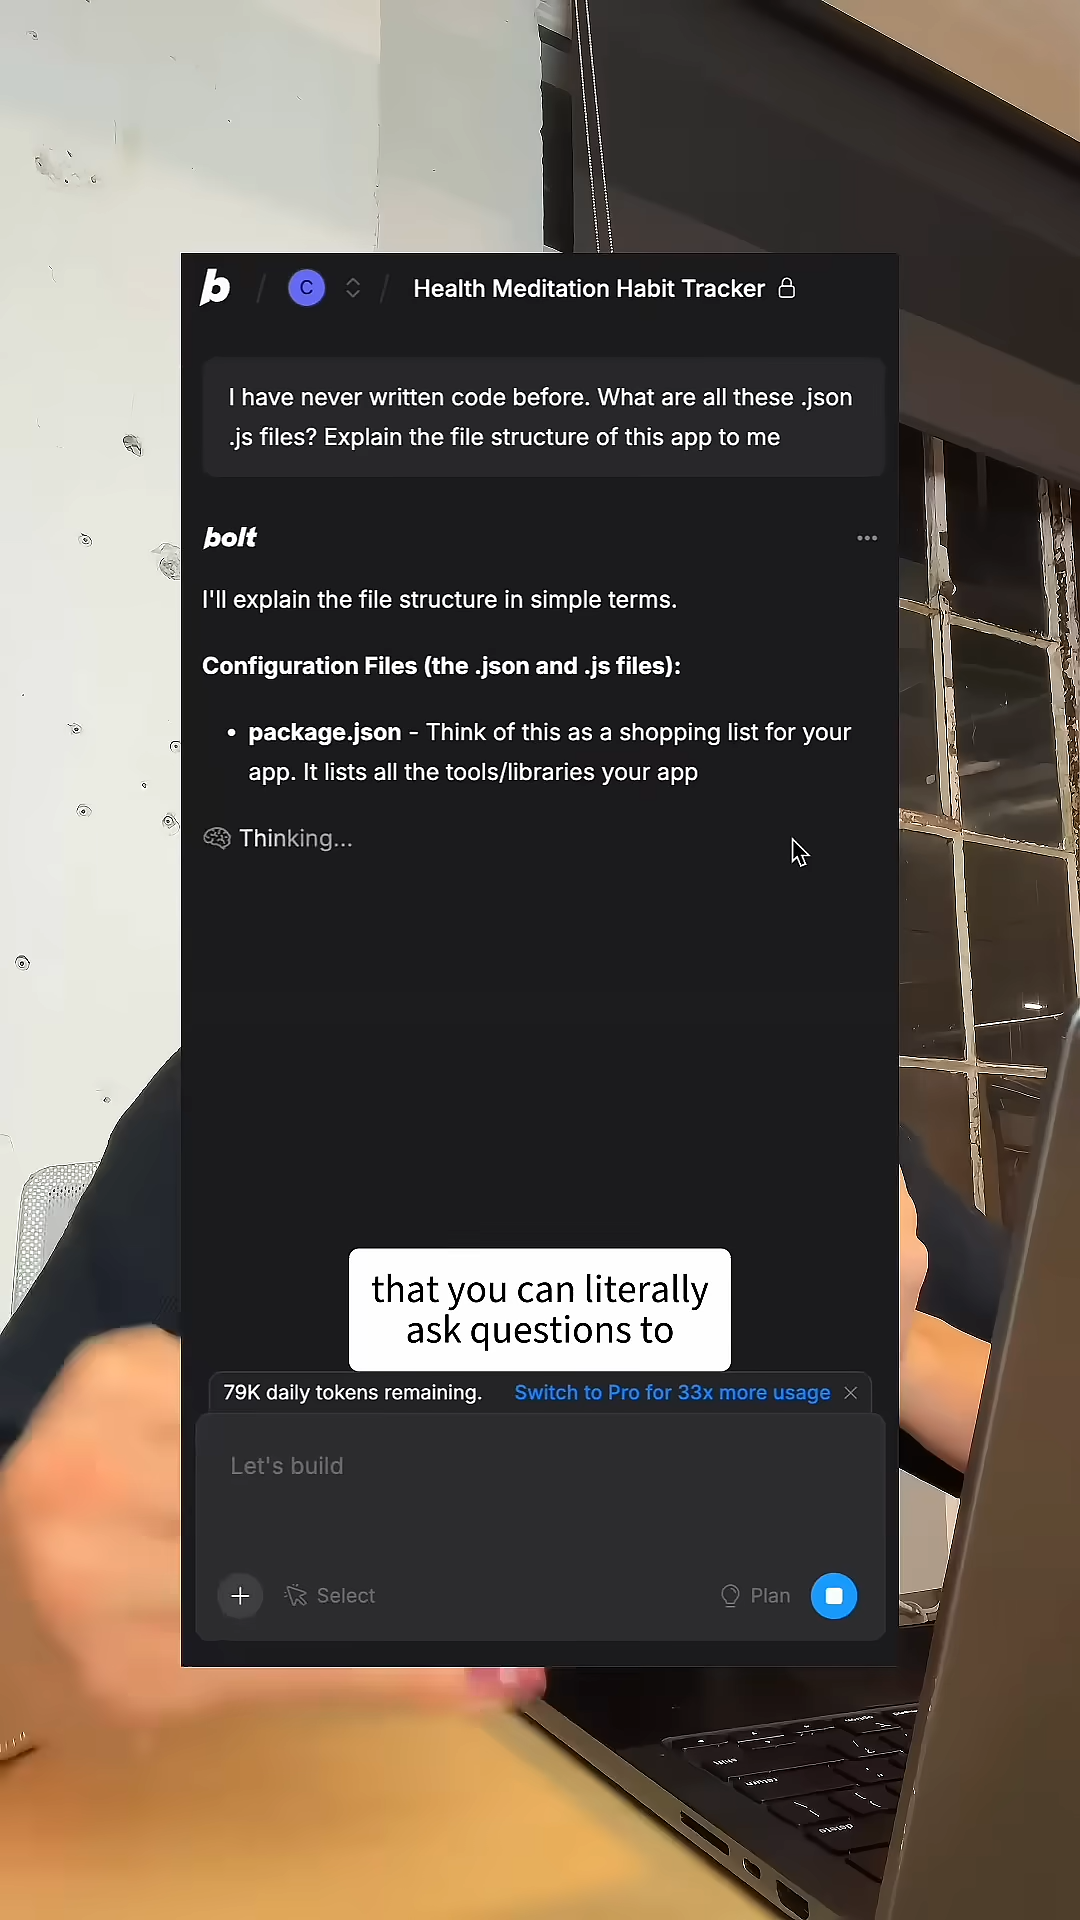 b / C / Health Meditation Habit Tracker
I have never written code before. What are all these .json
.js files? Explain the file structure of this app to me
bolt
I'll explain the file structure in simple terms.
Configuration Files (the .json and .js files):
• package.json - Think of this as a shopping list for your
app. It lists all the tools/libraries your app
Thinking...
that you can literally
ask questions to
79K daily tokens remaining. Switch to Pro for 33x more usage
Let's build
Select Plan
option
shift
return
delete